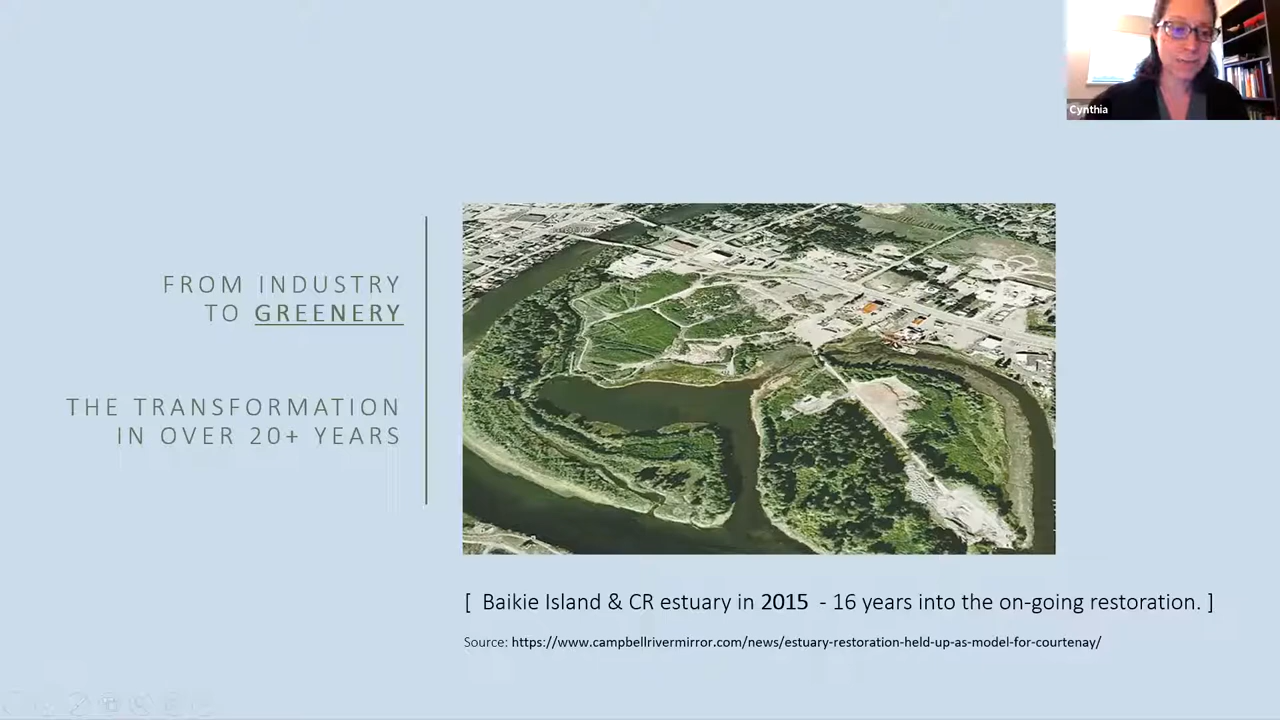 Cynthia
FROM INDUSTRY
TO GREENERY
THE TRANSFORMATION
IN OVER 20+ YEARS
[ Baikie Island & CR estuary in 2015 - 16 years into the on-going restoration. ]
Source: https://www.campbellrivermirror.com/news/estuary-restoration-held-up-as-model-for-courtenay/